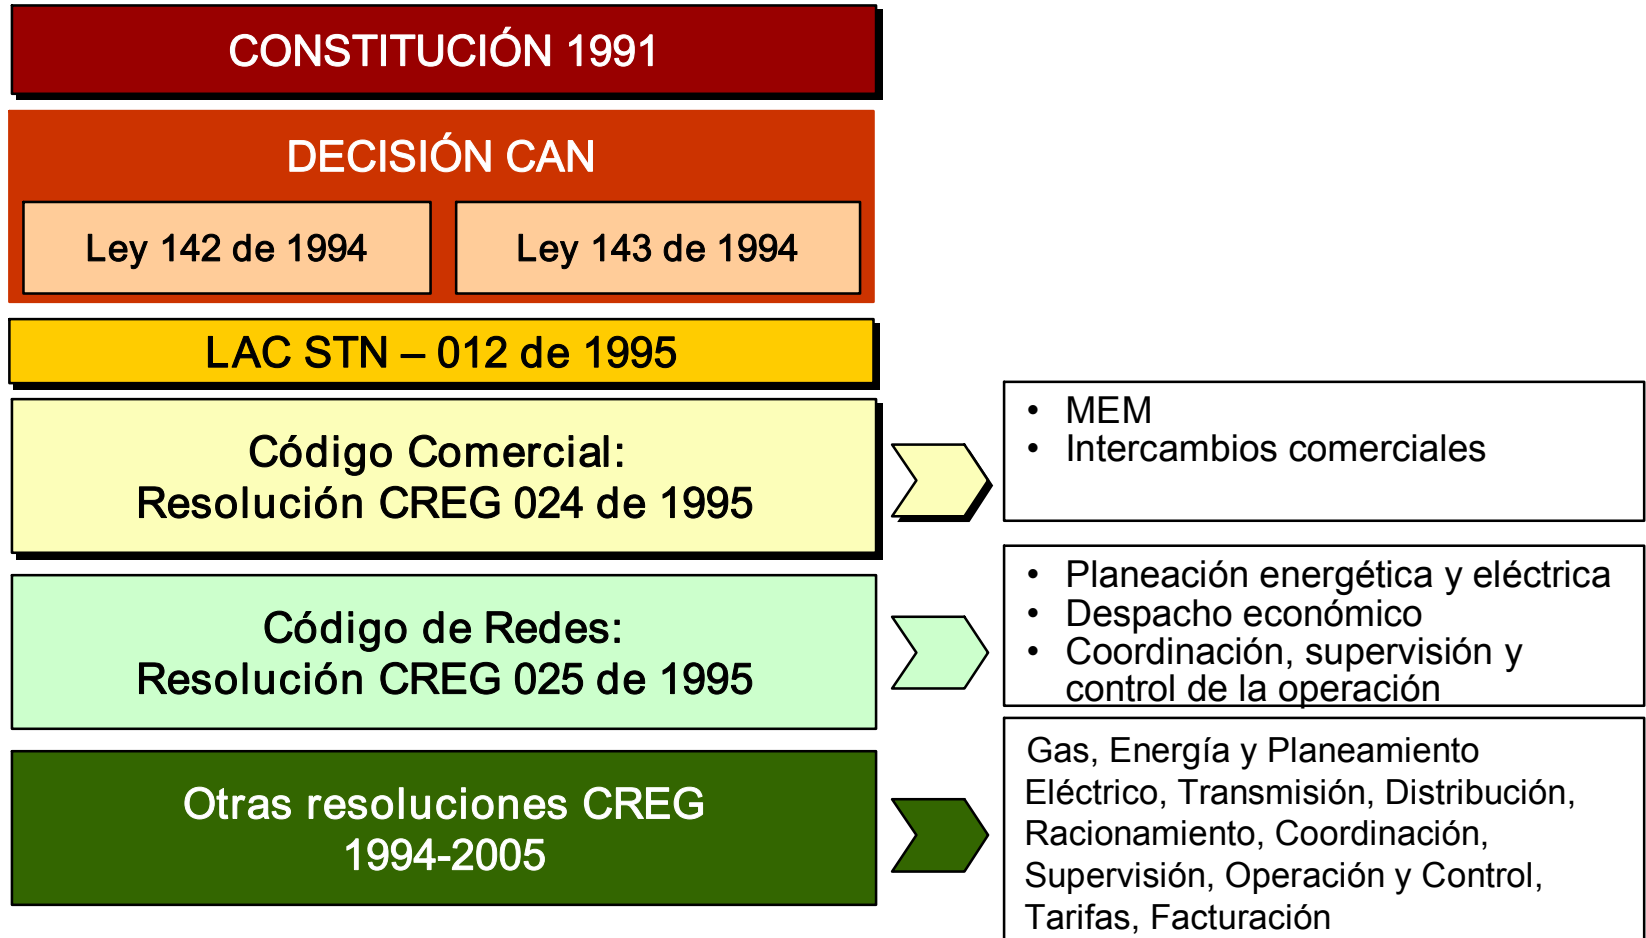 CONSTITUCIÓN 1991
DECISIÓN CAN
Ley 142 de 1994
Ley 143 de 1994
LAC STN – 012 de 1995
Código Comercial:
Resolución CREG 024 de 1995
• MEM
• Intercambios comerciales
Código de Redes:
Resolución CREG 025 de 1995
• Planeación energética y eléctrica
• Despacho económico
• Coordinación, supervisión y
control de la operación
Otras resoluciones CREG
1994-2005
Gas, Energía y Planeamiento
Eléctrico, Transmisión, Distribución,
Racionamiento, Coordinación,
Supervisión, Operación y Control,
Tarifas, Facturación